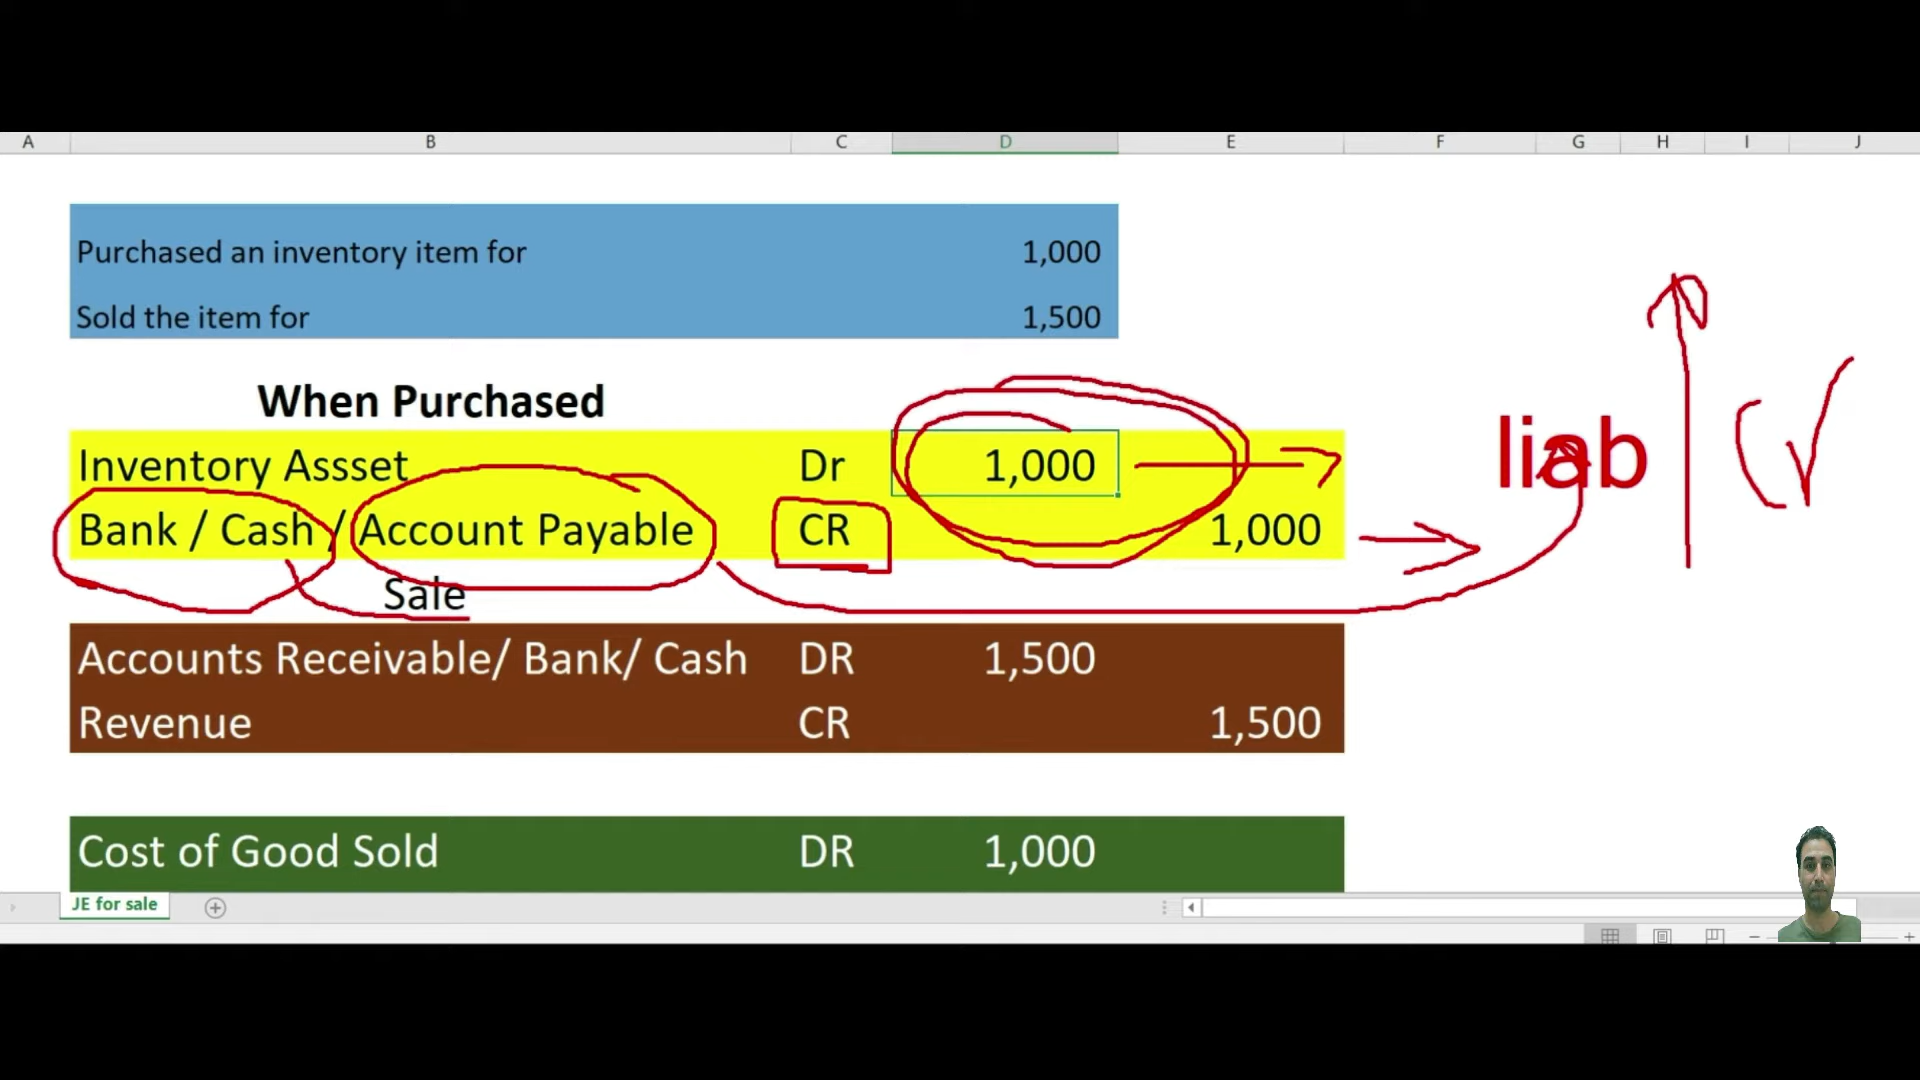 A B C D E F G H I J
Purchased an inventory item for 1,000
Sold the item for 1,500
When Purchased
Inventory Assset Dr 1,000
liab
Bank / Cash / Account Payable CR 1,000
Sale
Accounts Receivable/ Bank/ Cash DR 1,500
Revenue CR 1,500
Cost of Good Sold DR 1,000
JE for sale